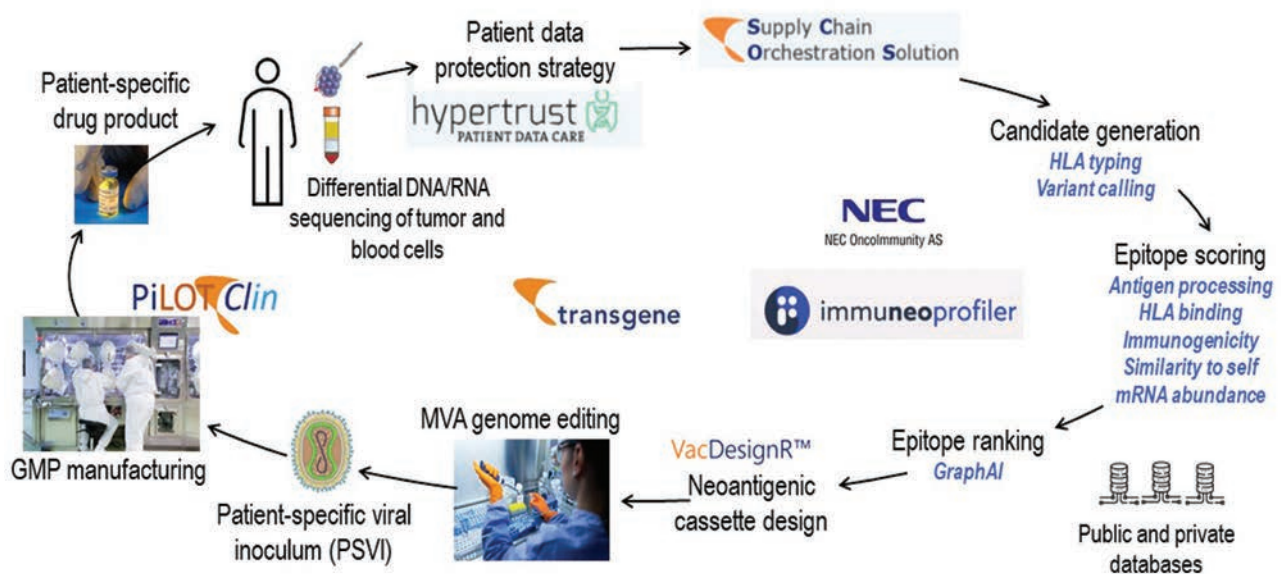 Patient-specific
drug product
Differential DNA/RNA
sequencing of tumor and
blood cells
Patient data
protection strategy
hypertrust
PATIENT DATA CARE
Supply Chain
Orchestration Solution
Candidate generation
HLA typing
Variant calling
NEC
NEC OncoImmunity AS
immuneoprofiler
Epitope scoring
Antigen processing
HLA binding
Immunogenicity
Similarity to self
mRNA abundance
Public and private
databases
Epitope ranking
GraphAI
VacDesignR™
Neoantigenic
cassette design
MVA genome editing
Patient-specific viral
inoculum (PSVI)
GMP manufacturing
PiLOT Clin
transgene